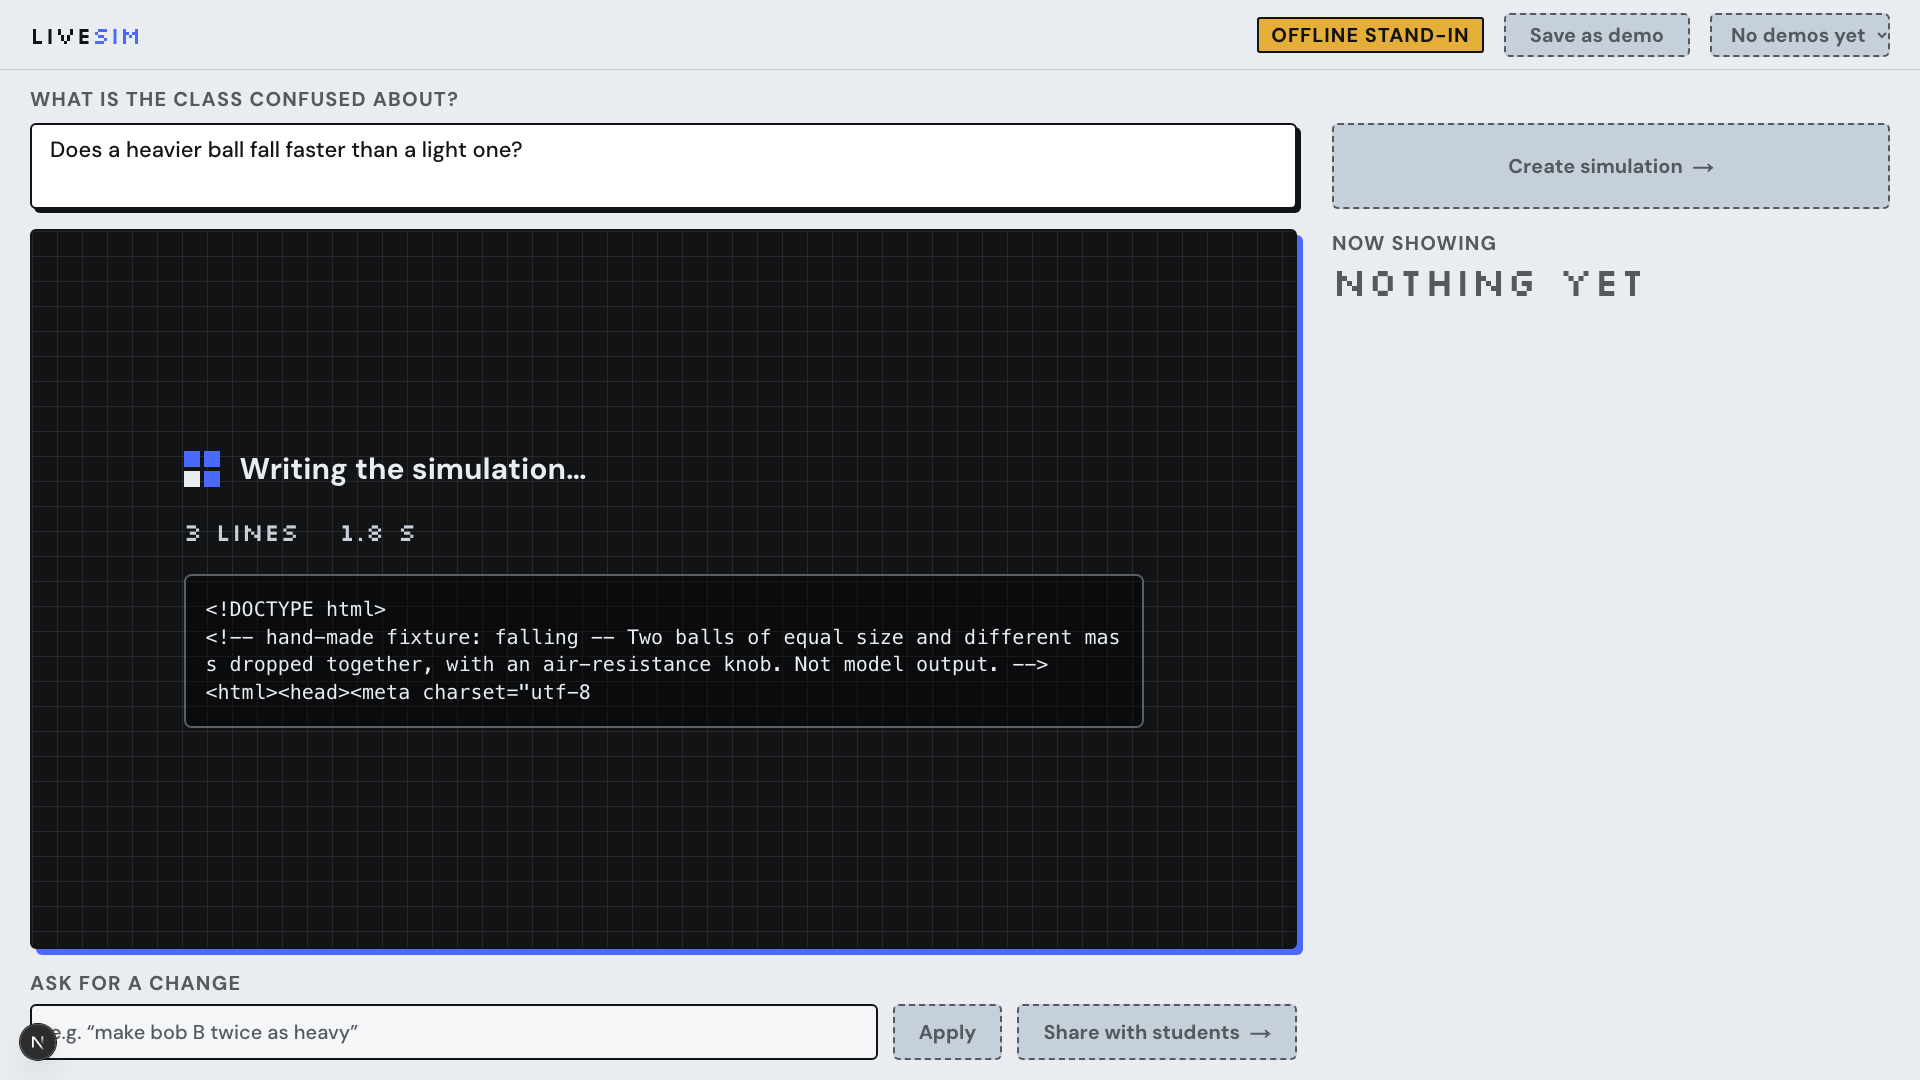 LIVESIM
OFFLINE STAND-IN
Save as demo
No demos yet
WHAT IS THE CLASS CONFUSED ABOUT?
Does a heavier ball fall faster than a light one?
Create simulation →
NOW SHOWING
NOTHING YET
Writing the simulation…
3 LINES 1.8 S
<!DOCTYPE html>
<!-- hand-made fixture: falling -- Two balls of equal size and different mas
s dropped together, with an air-resistance knob. Not model output. -->
<html><head><meta charset="utf-8
ASK FOR A CHANGE
e.g. “make bob B twice as heavy”
Apply
Share with students →
N